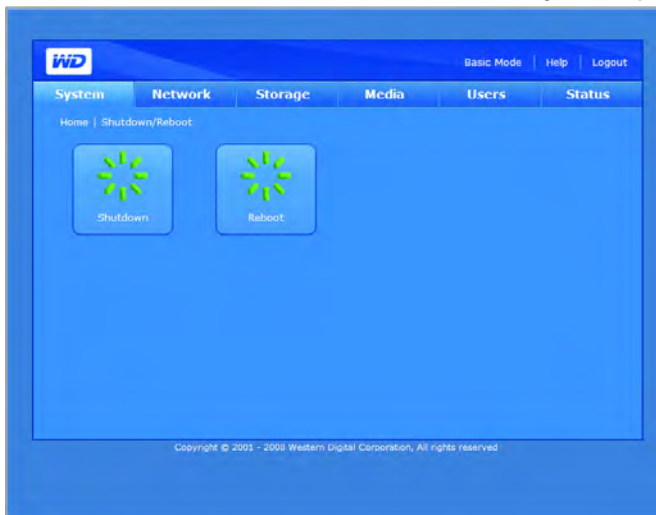 WD
Basic Mode | Help | Logout
System Network Storage Media Users Status
Home | Shutdown/Reboot
Shutdown Reboot
Copyright © 2001 - 2008 Western Digital Corporation, All rights reserved